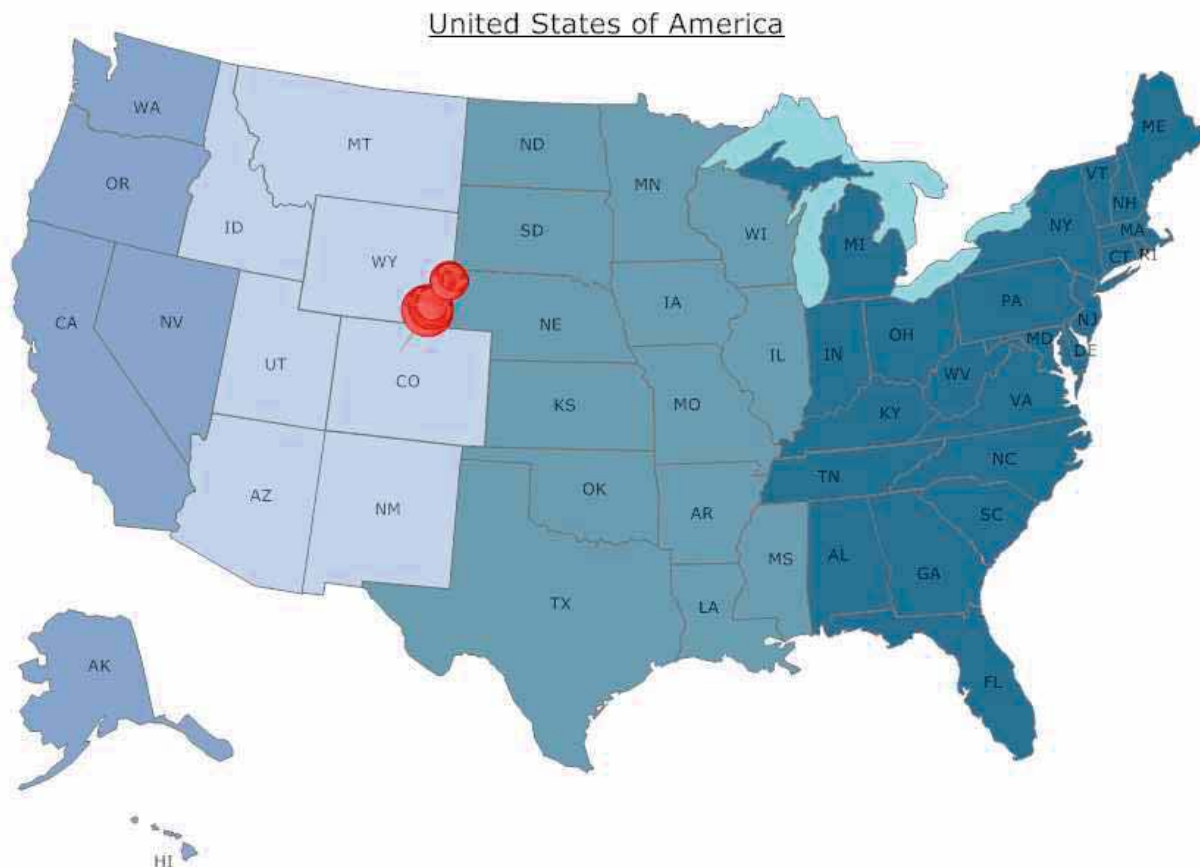 United States of America
WA
MT
ND
MN
ME
OR
ID
SD
WI
MI
VT
NH
NY
MA
CT
RI
WY
CA
NV
UT
CO
NE
IA
IL
IN
OH
PA
NJ
MD
DE
WV
VA
KS
MO
KY
AZ
NM
OK
AR
TN
NC
SC
TX
LA
MS
AL
GA
FL
AK
HI